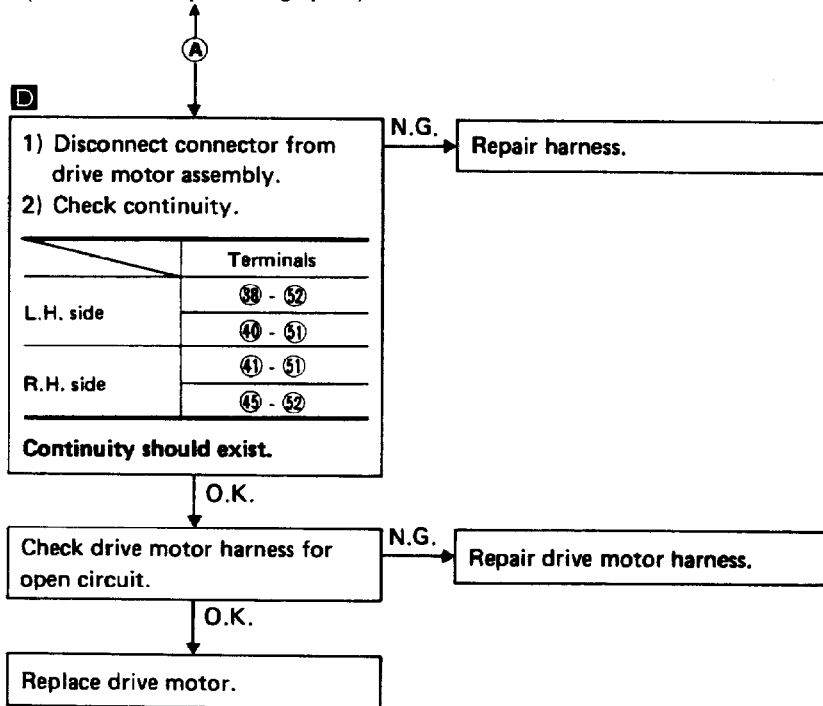 A
D
1) Disconnect connector from
drive motor assembly.
2) Check continuity.
N.G.
Repair harness.
Terminals
L.H. side
38 - 52
40 - 51
R.H. side
41 - 51
45 - 52
Continuity should exist.
O.K.
Check drive motor harness for
open circuit.
N.G.
Repair drive motor harness.
O.K.
Replace drive motor.